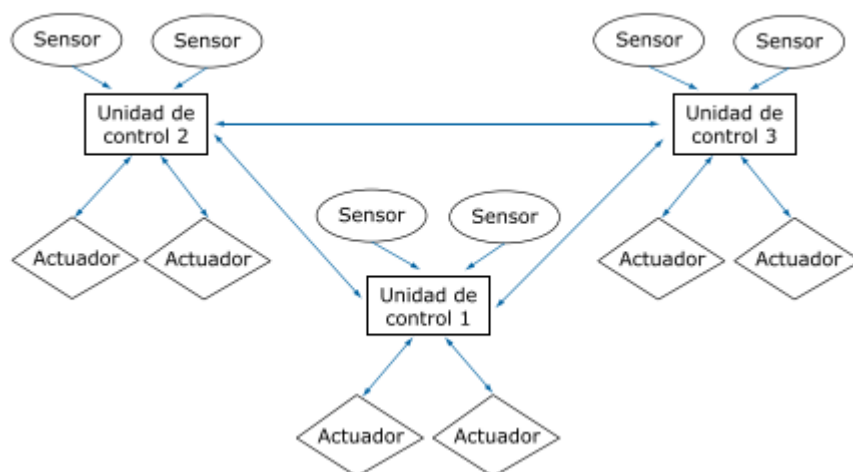 Sensor
Sensor
Sensor
Sensor
Unidad de
control 2
Unidad de
control 3
Sensor
Sensor
Actuador
Actuador
Actuador
Actuador
Unidad de
control 1
Actuador
Actuador